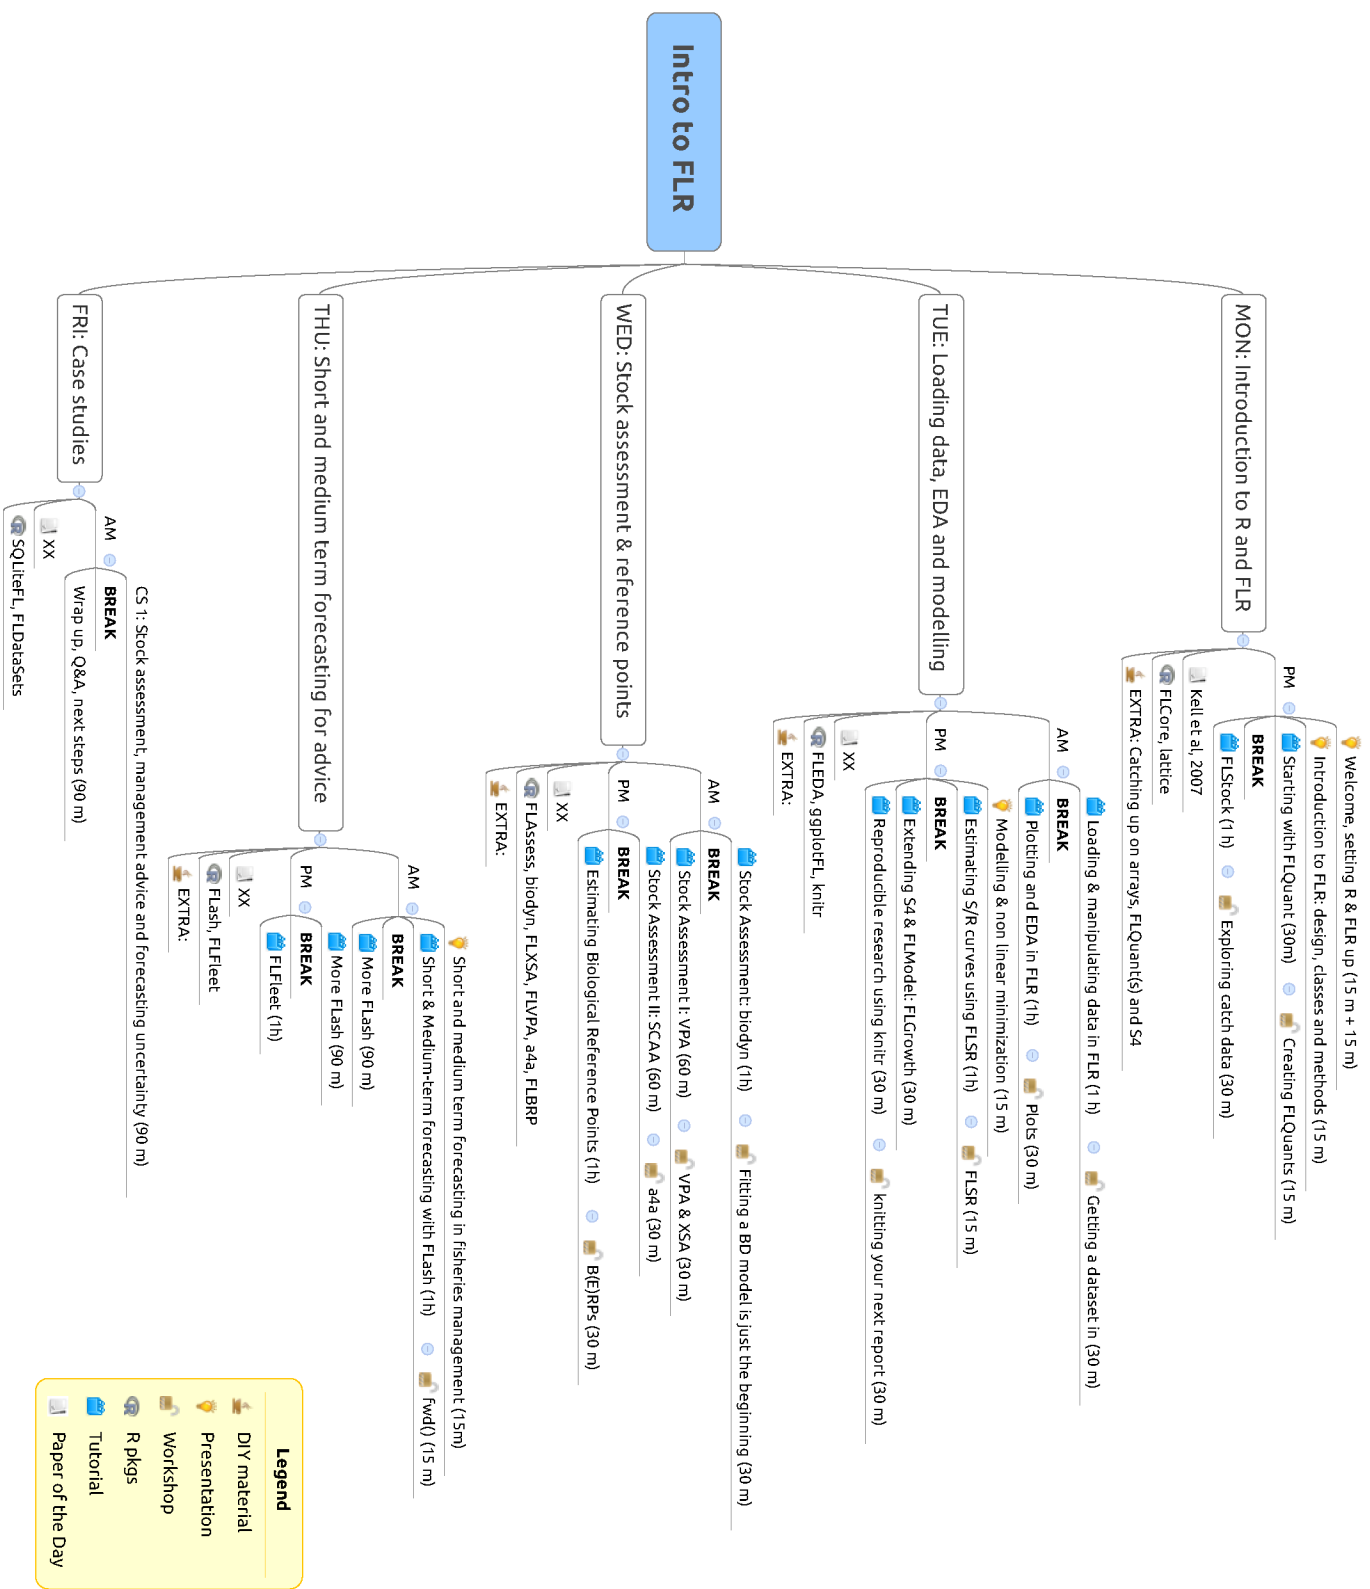 Intro to FLR
MON: Introduction to R and FLR
PM
Welcome, setting R & FLR up (15 m + 15 m)
Introduction to FLR: design, classes and methods (15 m)
Starting with FLQuant (30m)
Creating FLQuants (15 m)
BREAK
FLStock (1 h)
Exploring catch data (30 m)
Kell et al, 2007
FLCore, lattice
EXTRA: Catching up on arrays, FLQuant(s) and S4
TUE: Loading data, EDA and modelling
AM
Loading & manipulating data in FLR (1 h)
Getting a dataset in (30 m)
BREAK
Plotting and EDA in FLR (1h)
Plots (30 m)
PM
Modelling & non linear minimization (15 m)
Estimating S/R curves using FLSR (1h)
FLSR (15 m)
BREAK
Extending S4 & FLModel: FLGrowth (30 m)
Reproducible research using knitr (30 m)
knitting your next report (30 m)
XX
FLEDA, ggplotFL, knitr
EXTRA:
WED: Stock assessment & reference points
AM
Stock Assessment: biodyn (1h)
Fitting a BD model is just the beginning (30 m)
BREAK
Stock Assessment I: VPA (60 m)
VPA & XSA (30 m)
PM
Stock Assessment II: SCAA (60 m)
a4a (30 m)
BREAK
Estimating Biological Reference Points (1h)
B(E)RPs (30 m)
XX
FLAssess, biodyn, FLXSA, FLVPA, a4a, FLBRP
EXTRA:
THU: Short and medium term forecasting for advice
AM
Short and medium term forecasting in fisheries management (15m)
Short & Medium-term forecasting with FLash (1h)
fwd() (15 m)
BREAK
More FLash (90 m)
PM
More FLash (90 m)
BREAK
FLFleet (1h)
XX
FLash, FLFleet
EXTRA:
FRI: Case studies
AM
CS 1: Stock assessment, management advice and forecasting uncertainty (90 m)
BREAK
Wrap up, Q&A, next steps (90 m)
XX
SQLiteFL, FLDataSets
Legend
DIY material
Presentation
Workshop
R pkgs
Tutorial
Paper of the Day